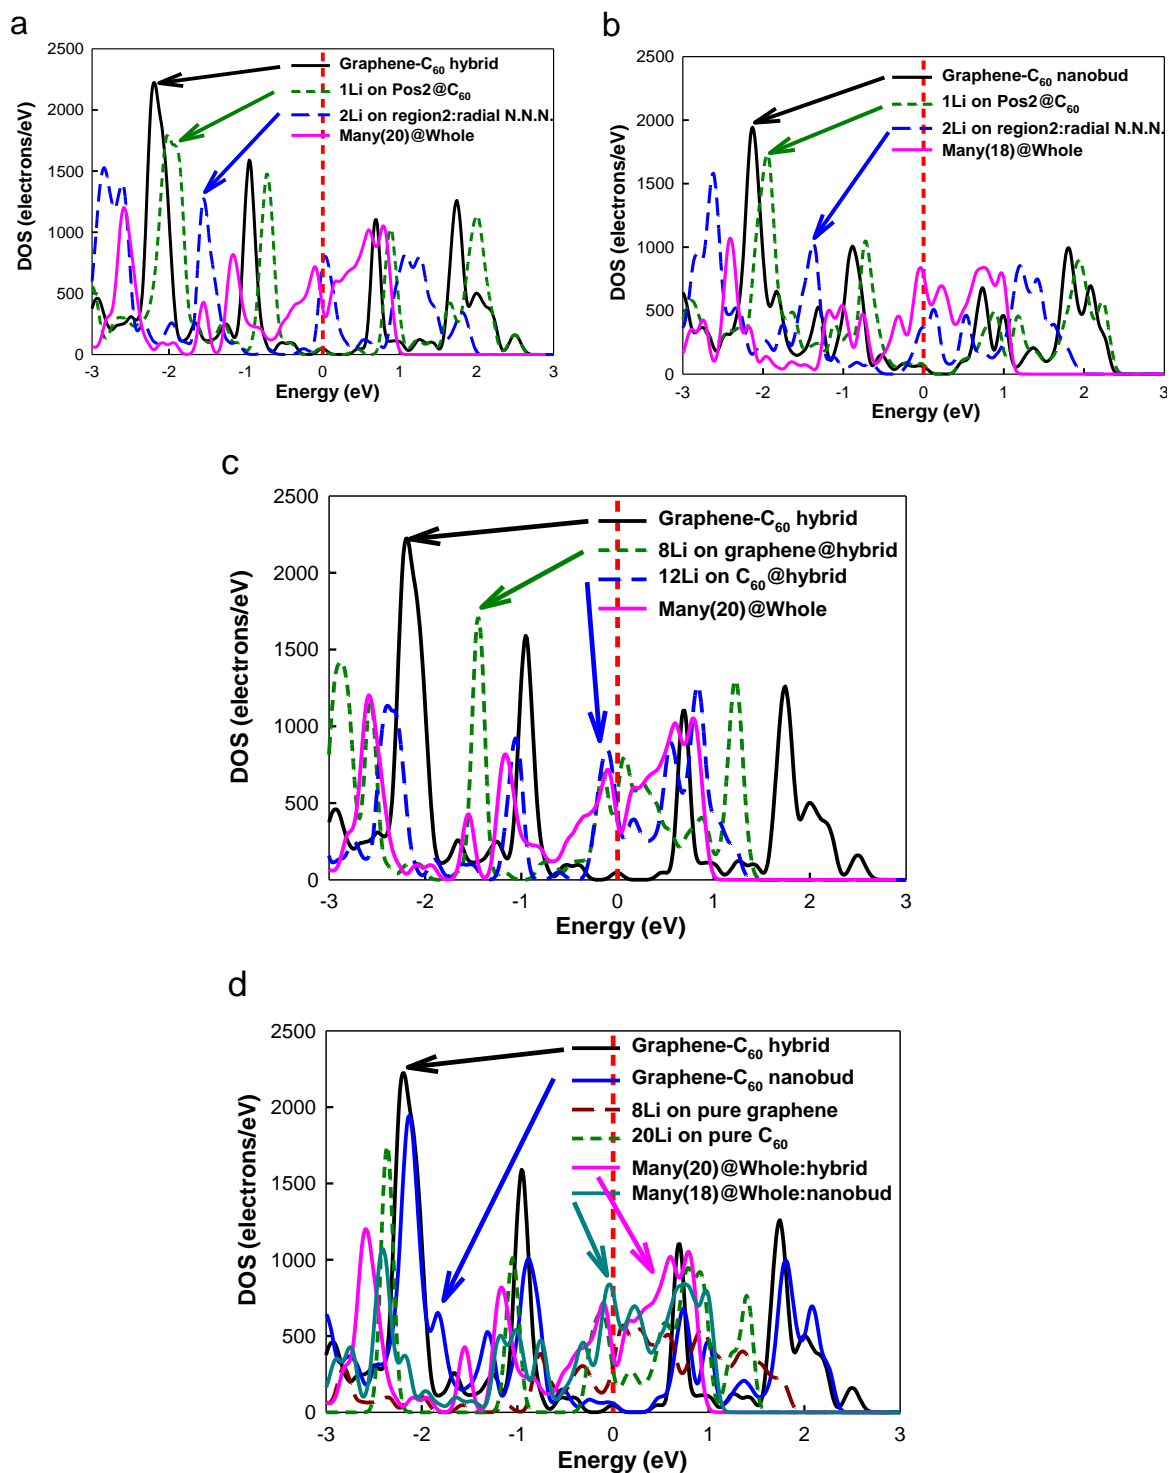 a
2500
2000
1500
1000
500
0
DOS (electrons/eV)
Graphene-C60 hybrid
1Li on Pos2@C60
2Li on region2:radial N.N.N.
Many(20)@Whole
-3 -2 -1 0 1 2 3
Energy (eV)
b
2500
2000
1500
1000
500
0
DOS (electrons/eV)
Graphene-C60 nanobud
1Li on Pos2@C60
2Li on region2:radial N.N.N.
Many(18)@Whole
-3 -2 -1 0 1 2 3
Energy (eV)
c
2500
2000
1500
1000
500
0
DOS (electrons/eV)
Graphene-C60 hybrid
8Li on graphene@hybrid
12Li on C60@hybrid
Many(20)@Whole
-3 -2 -1 0 1 2 3
Energy (eV)
d
2500
2000
1500
1000
500
0
DOS (electrons/eV)
Graphene-C60 hybrid
Graphene-C60 nanobud
8Li on pure graphene
20Li on pure C60
Many(20)@Whole:hybrid
Many(18)@Whole:nanobud
-3 -2 -1 0 1 2 3
Energy (eV)